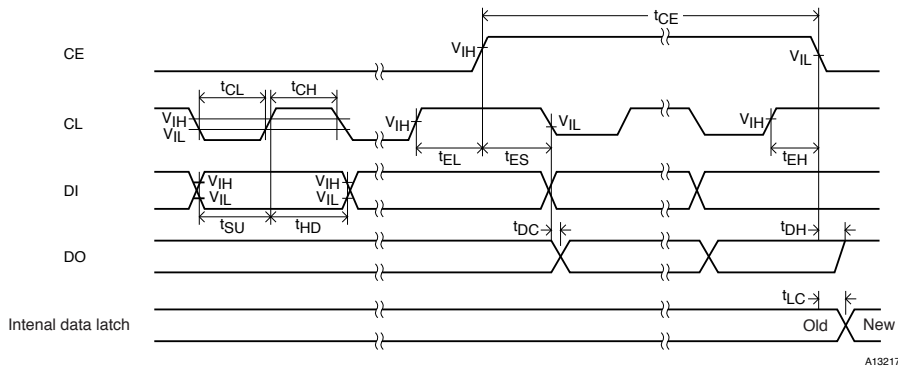 tCE
CE
VIH
VIL
tCL
tCH
CL
VIH
VIL
VIH
VIL
VIH
tEL
tES
tEH
DI
VIH
VIL
VIH
VIL
tSU
tHD
tDC
tDH
DO
tLC
Intenal data latch
Old
New
A13217